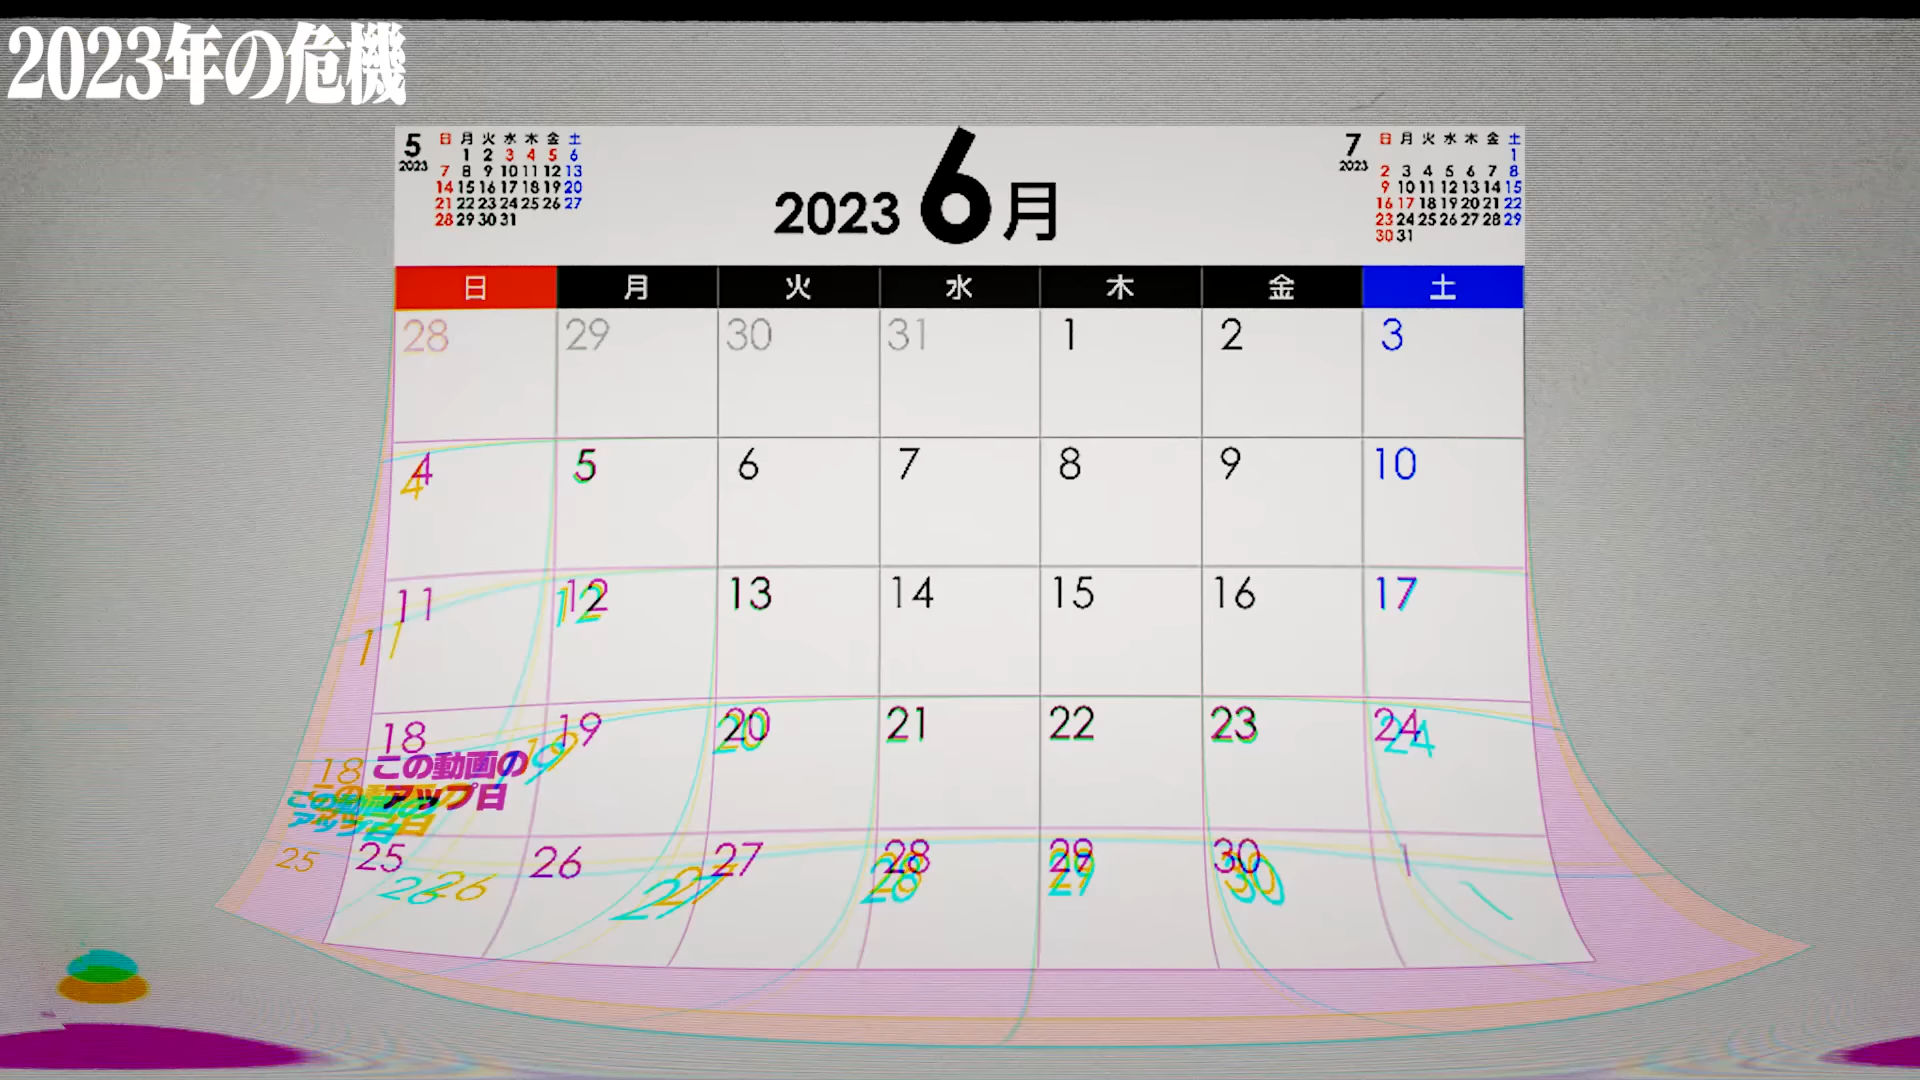 2023年の危機
5
2023
日 月 火 水 木 金 土
1 2 3 4 5 6
7 8 9 10 11 12 13
14 15 16 17 18 19 20
21 22 23 24 25 26 27
28 29 30 31
2023 6月
7
2023
日 月 火 水 木 金 土
1
2 3 4 5 6 7 8
9 10 11 12 13 14 15
16 17 18 19 20 21 22
23 24 25 26 27 28 29
30 31
日 月 火 水 木 金 土
28 29 30 31 1 2 3
4 5 6 7 8 9 10
11 12 13 14 15 16 17
18 19 20 21 22 23 24
この動画の
アップ日
25 26 27 28 29 30 1